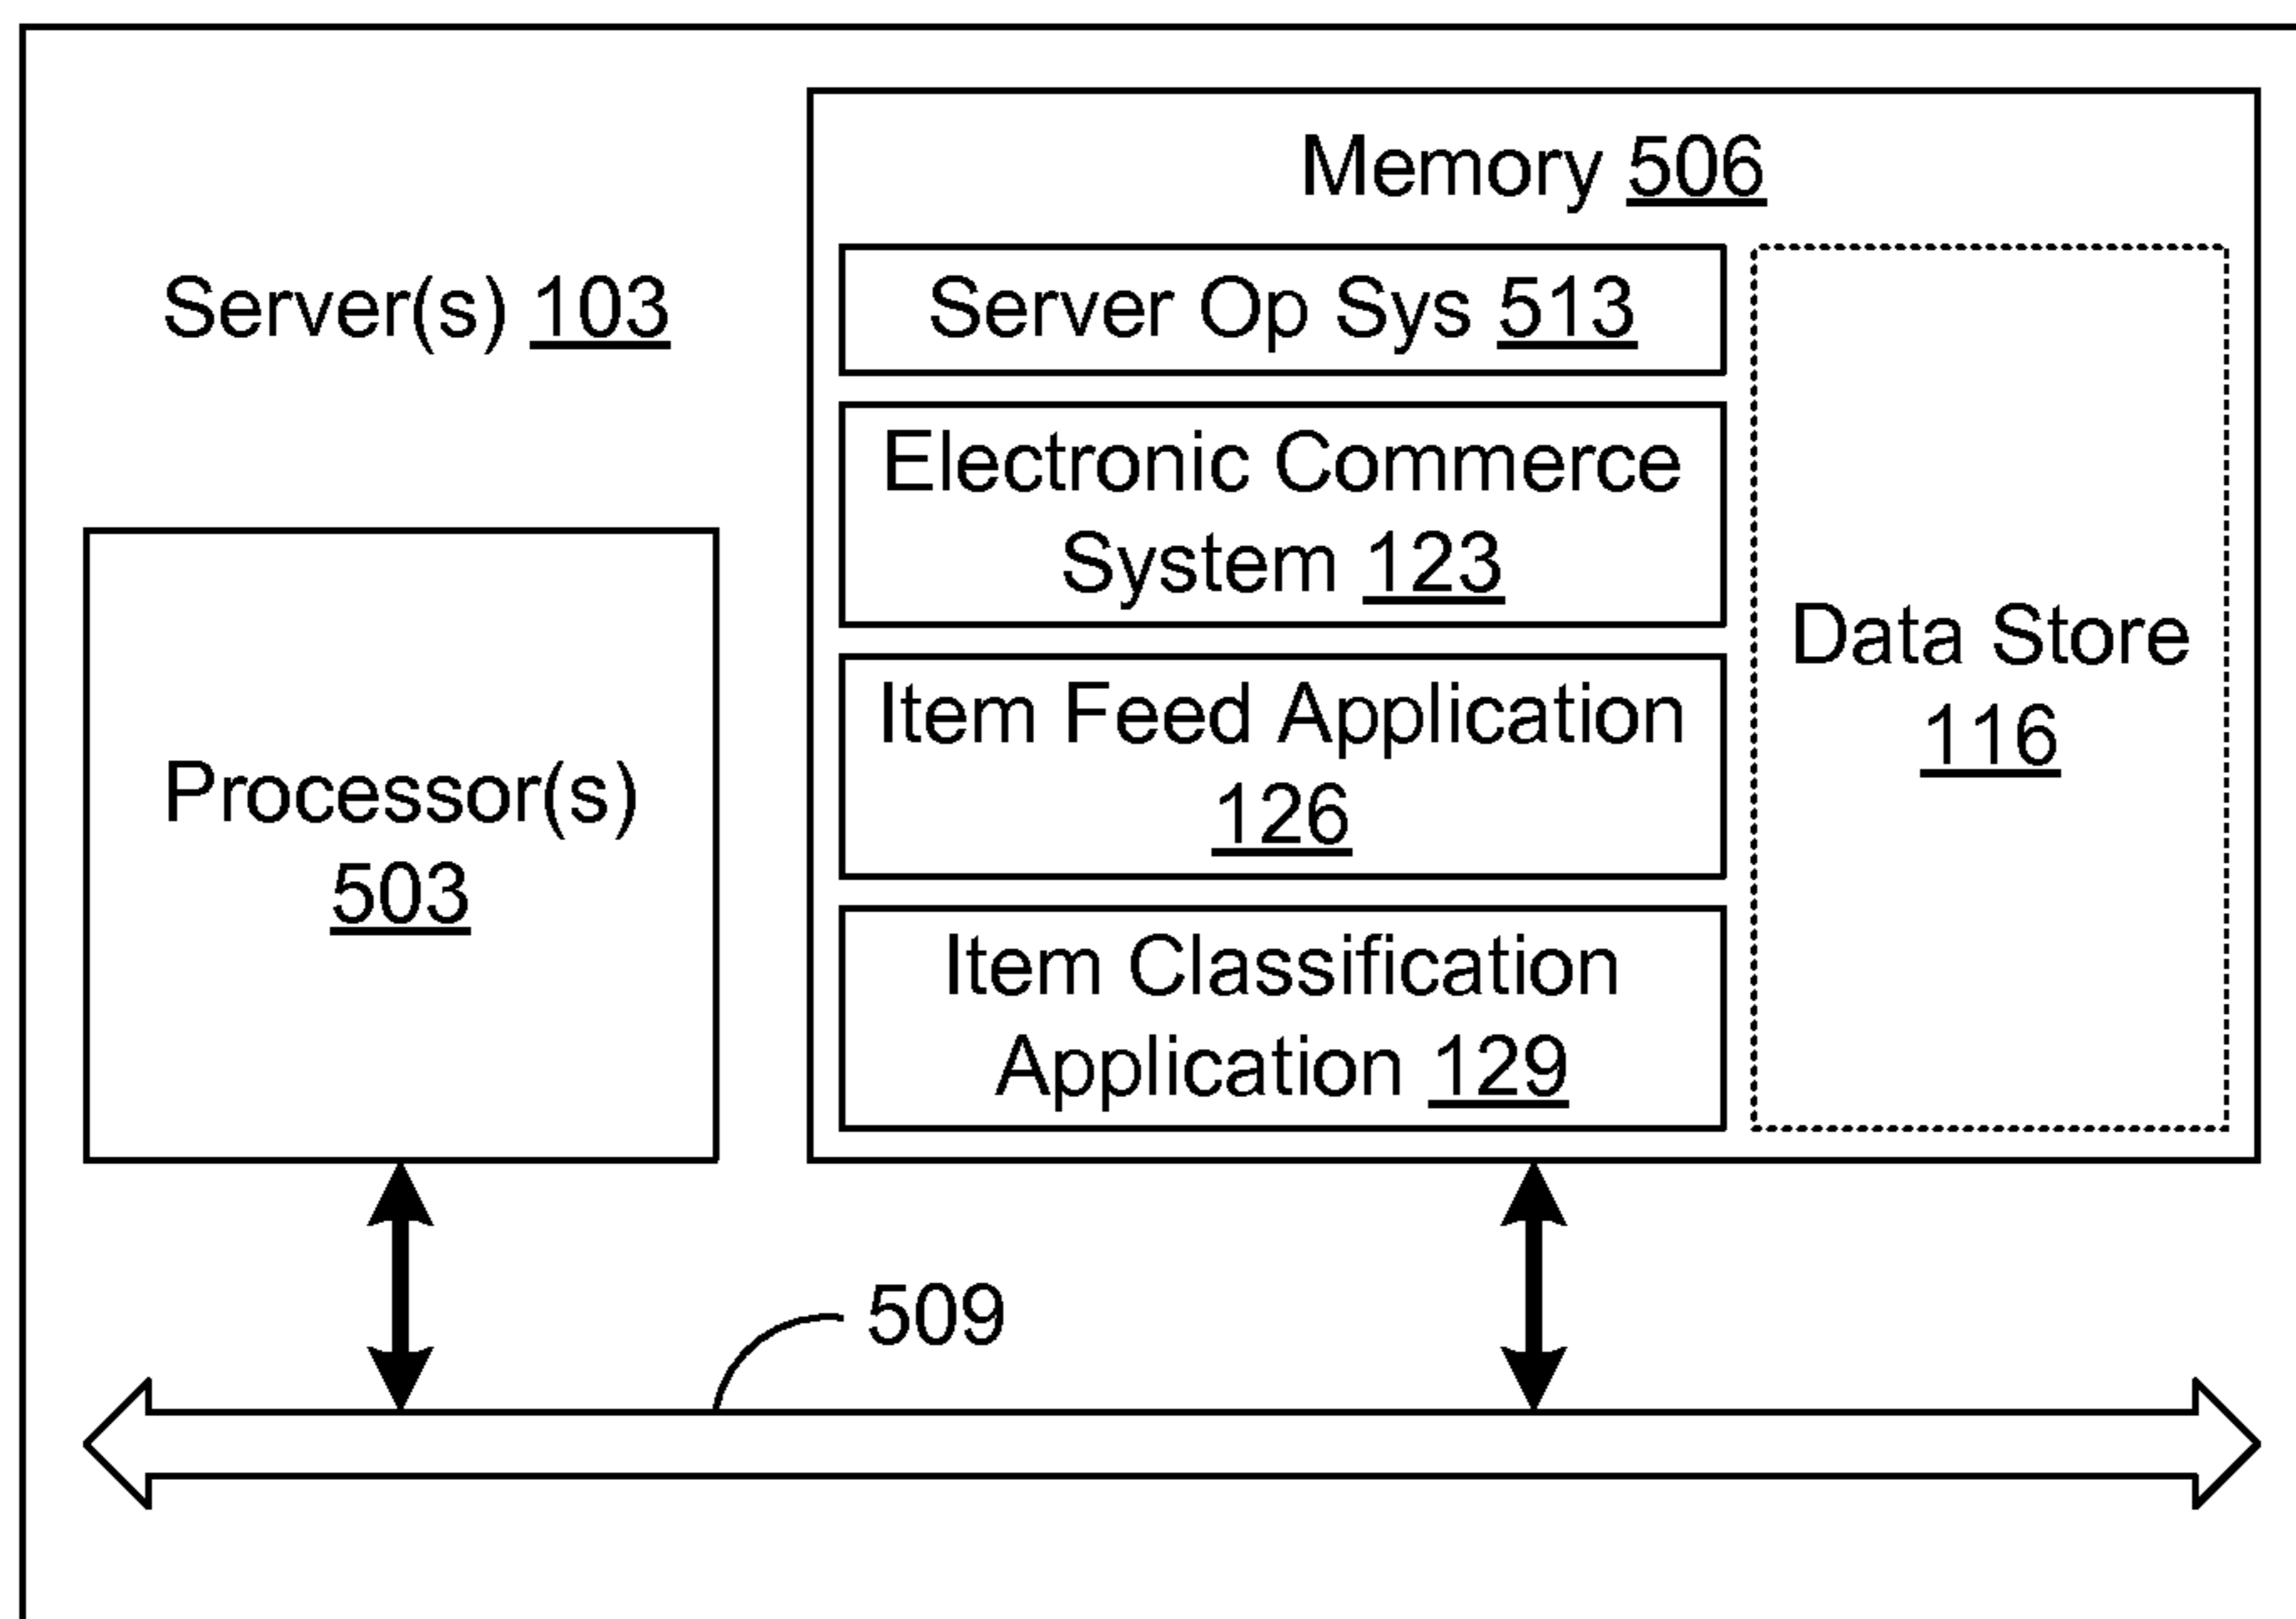 Server(s) 103
Memory 506
Server Op Sys 513
Electronic Commerce
System 123
Item Feed Application
126
Item Classification
Application 129
Data Store
116
Processor(s)
503
509